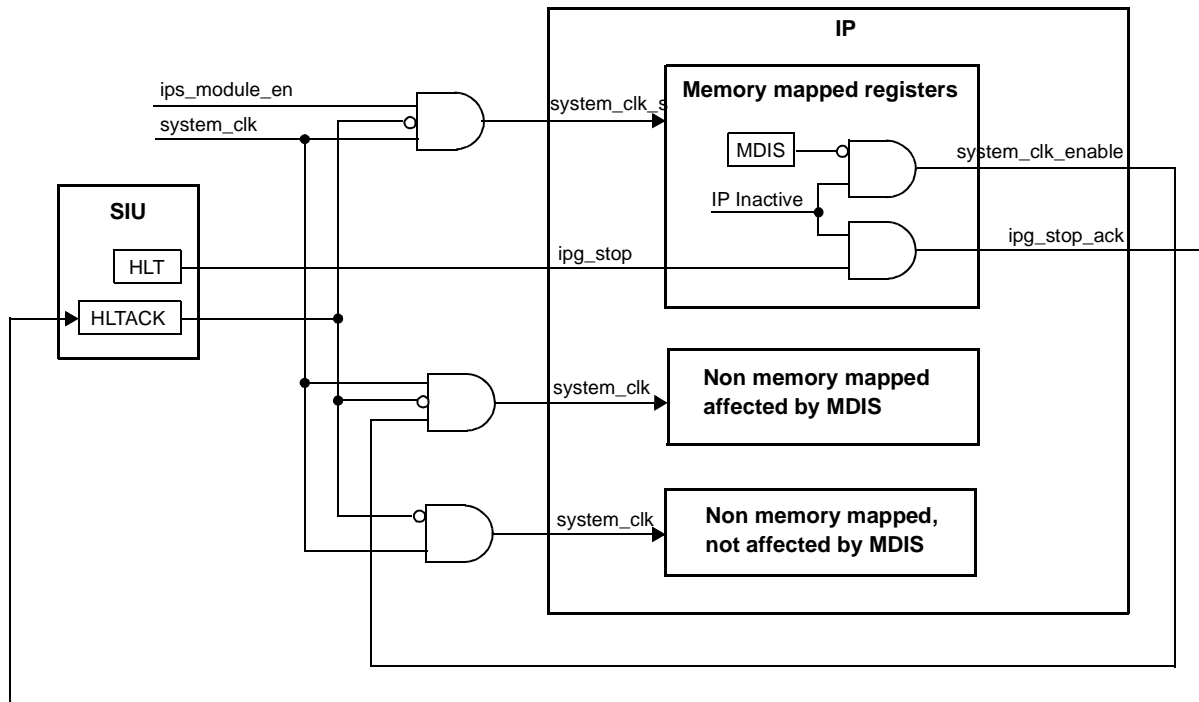 IP
ips_module_en
system_clk_s
Memory mapped registers
system_clk
MDIS
system_clk_enable
SIU
IP Inactive
HLT
ipg_stop
ipg_stop_ack
HLTACK
system_clk
Non memory mapped
affected by MDIS
system_clk
Non memory mapped,
not affected by MDIS